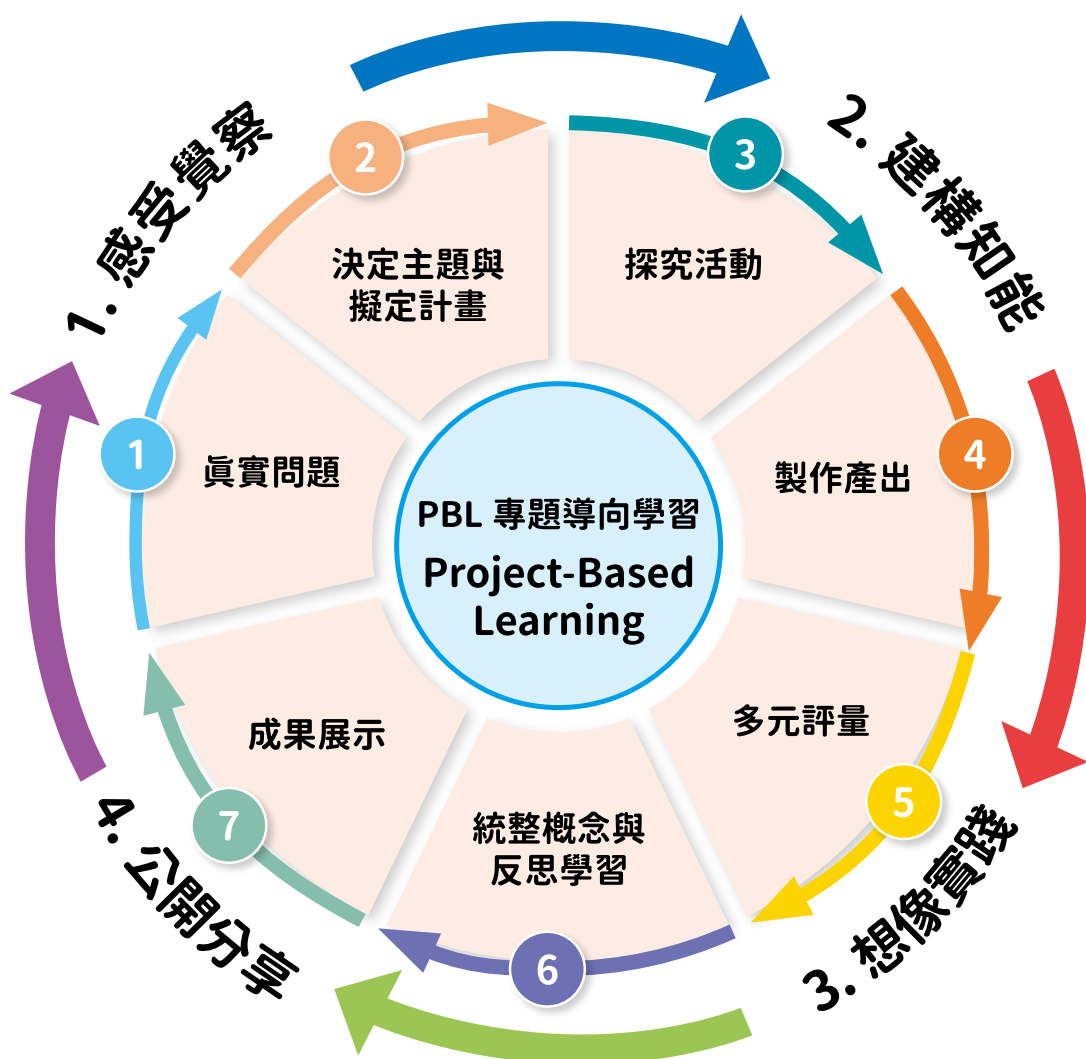 PBL 專題導向學習
Project-Based
Learning
1. 感受覺察
2. 建構知能
3. 想像實踐
4. 公開分享
1
真實問題
2
決定主題與
擬定計畫
3
探究活動
4
製作產出
5
多元評量
6
統整概念與
反思學習
7
成果展示